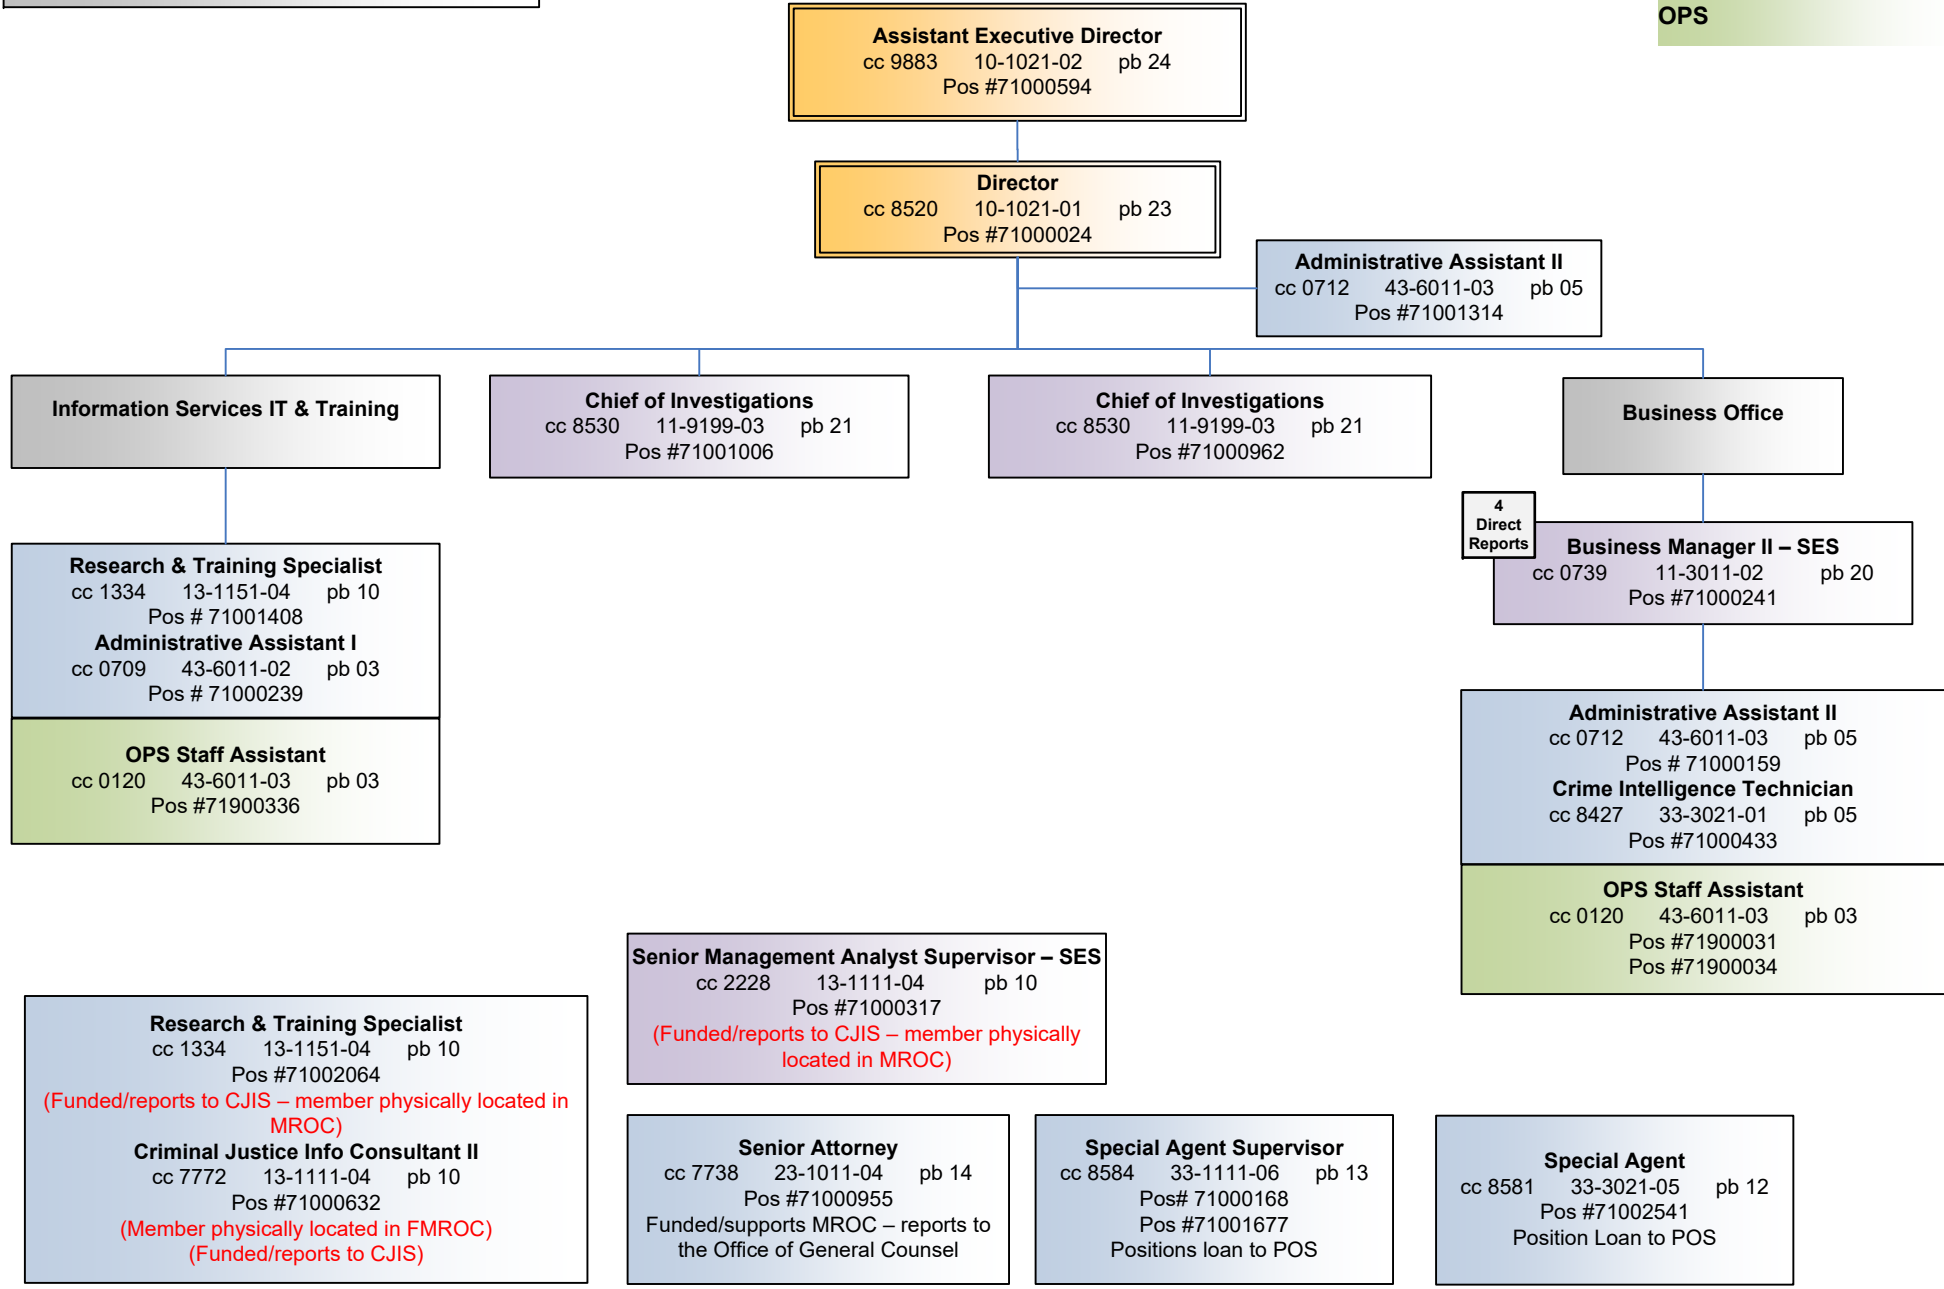 OPS
Assistant Executive Director
cc 9883 10-1021-02 pb 24
Pos #71000594
Director
cc 8520 10-1021-01 pb 23
Pos #71000024
Administrative Assistant II
cc 0712 43-6011-03 pb 05
Pos #71001314
Information Services IT & Training
Chief of Investigations
cc 8530 11-9199-03 pb 21
Pos #71001006
Chief of Investigations
cc 8530 11-9199-03 pb 21
Pos #71000962
Business Office
4
Direct
Reports
Business Manager II – SES
cc 0739 11-3011-02 pb 20
Pos #71000241
Research & Training Specialist
cc 1334 13-1151-04 pb 10
Pos # 71001408
Administrative Assistant I
cc 0709 43-6011-02 pb 03
Pos # 71000239
OPS Staff Assistant
cc 0120 43-6011-03 pb 03
Pos #71900336
Administrative Assistant II
cc 0712 43-6011-03 pb 05
Pos # 71000159
Crime Intelligence Technician
cc 8427 33-3021-01 pb 05
Pos #71000433
OPS Staff Assistant
cc 0120 43-6011-03 pb 03
Pos #71900031
Pos #71900034
Senior Management Analyst Supervisor – SES
cc 2228 13-1111-04 pb 10
Pos #71000317
(Funded/reports to CJIS – member physically
located in MROC)
Research & Training Specialist
cc 1334 13-1151-04 pb 10
Pos #71002064
(Funded/reports to CJIS – member physically located in
MROC)
Criminal Justice Info Consultant II
cc 7772 13-1111-04 pb 10
Pos #71000632
(Member physically located in FMROC)
(Funded/reports to CJIS)
Senior Attorney
cc 7738 23-1011-04 pb 14
Pos #71000955
Funded/supports MROC – reports to
the Office of General Counsel
Special Agent Supervisor
cc 8584 33-1111-06 pb 13
Pos# 71000168
Pos #71001677
Positions loan to POS
Special Agent
cc 8581 33-3021-05 pb 12
Pos #71002541
Position Loan to POS